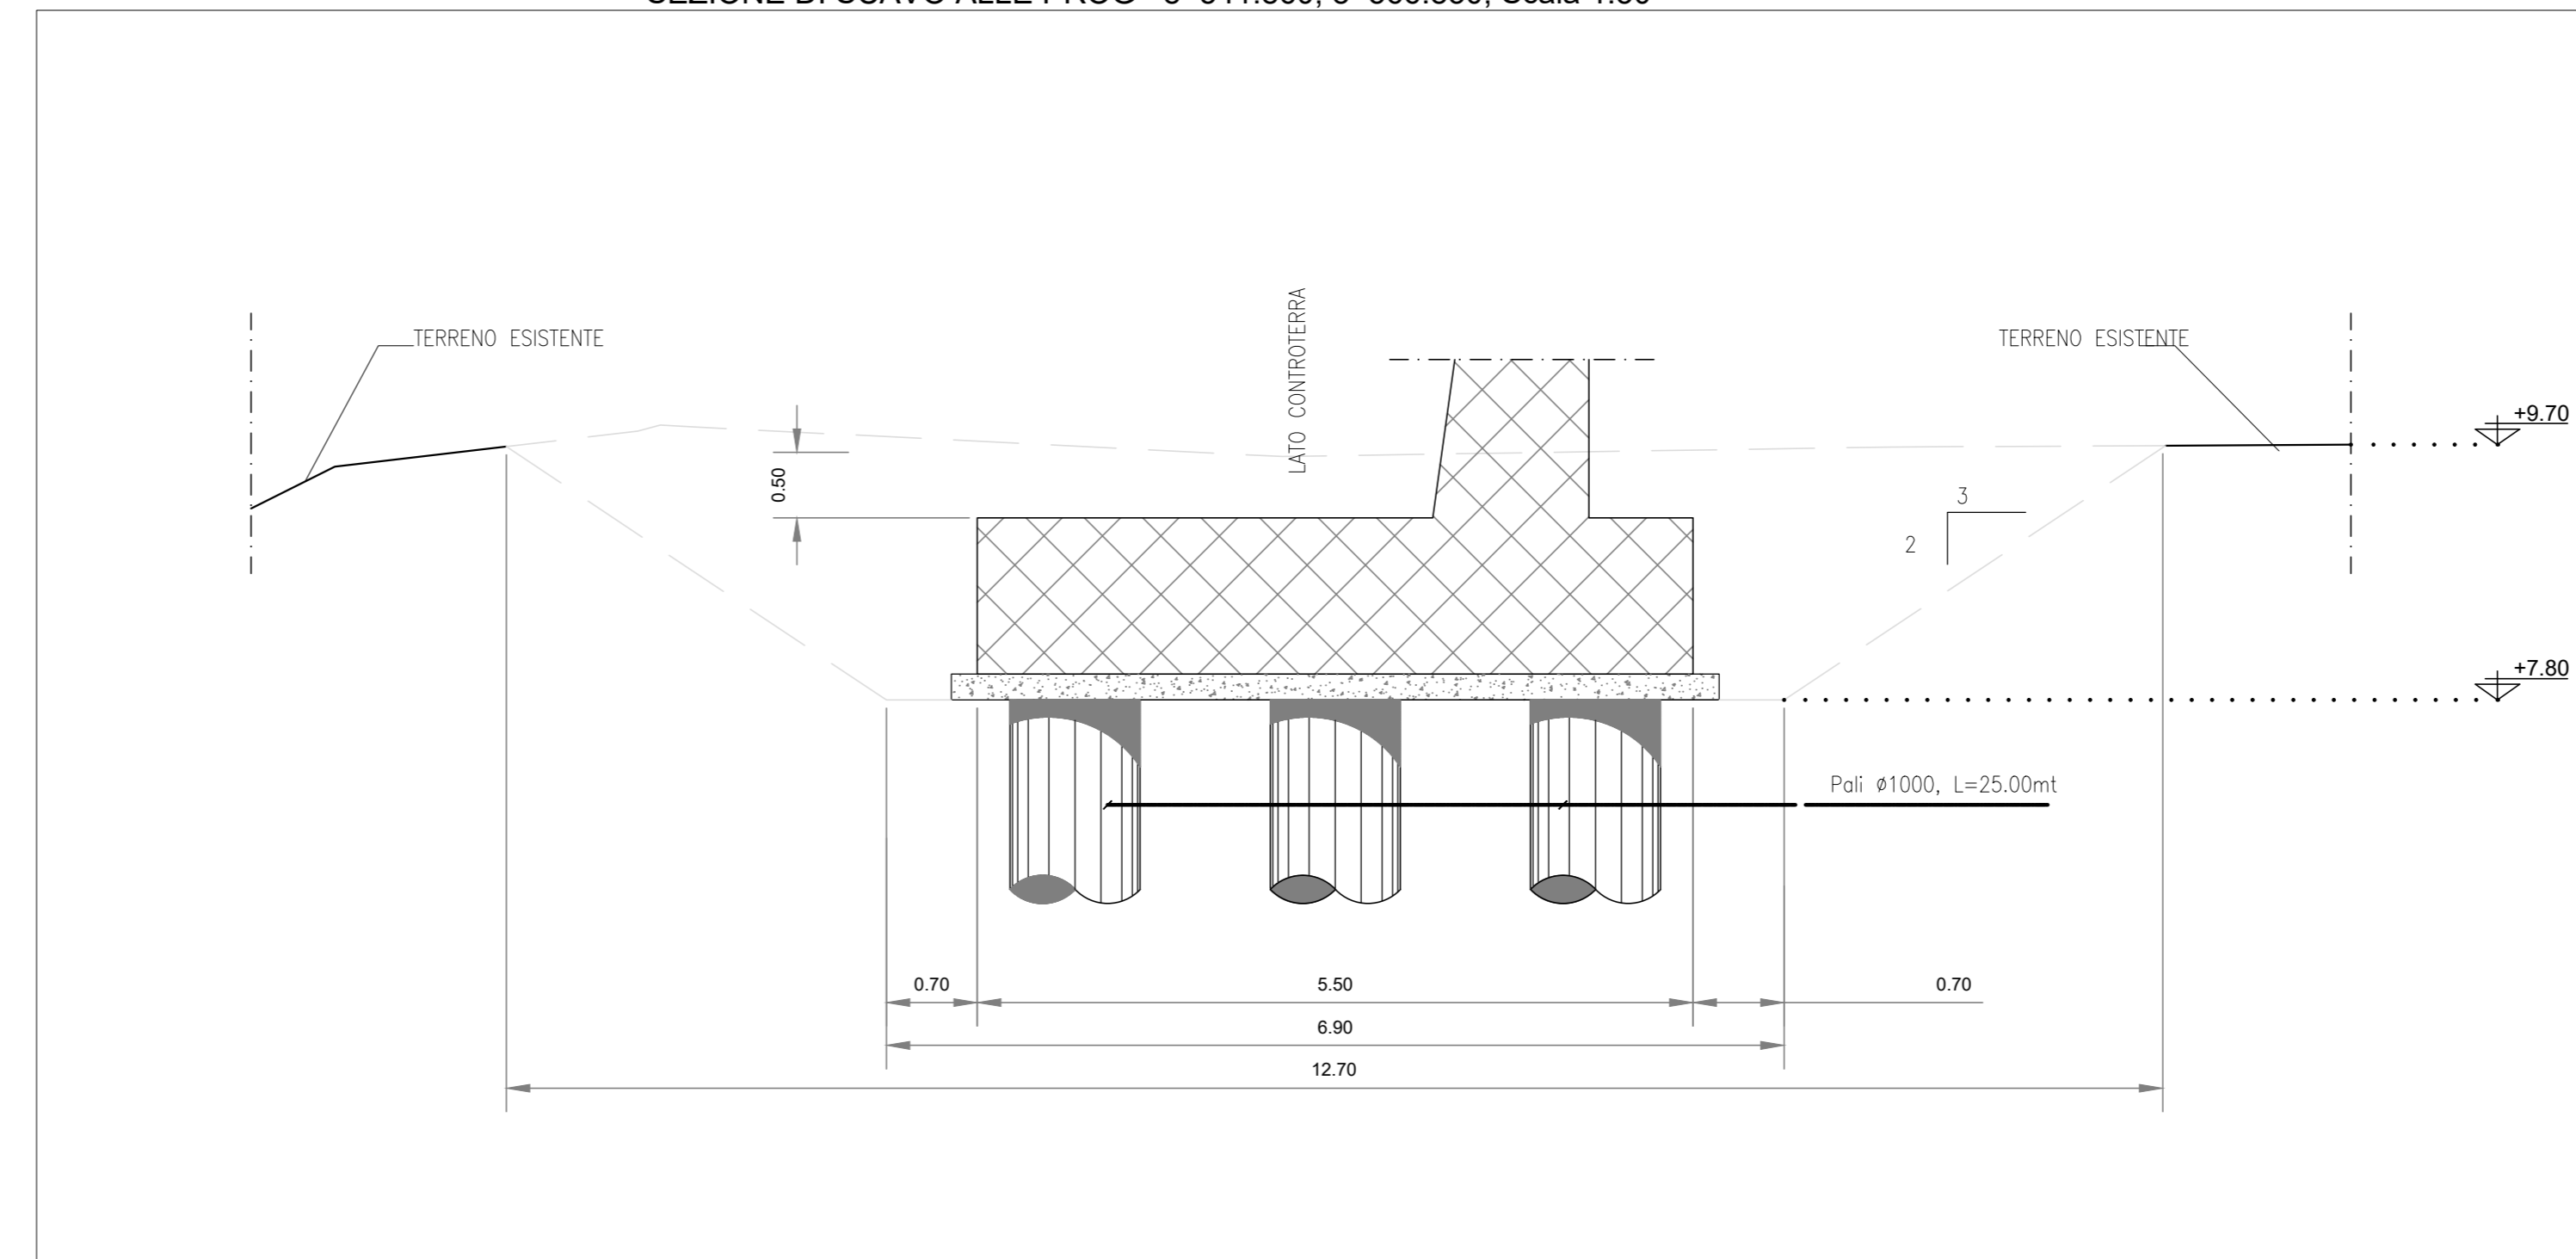 TERRENO ESISTENTE
LATO CONTROTERRA
TERRENO ESISTENTE
+9.70
0.50
3
2
+7.80
Pali ø1000, L=25.00mt
0.70
5.50
0.70
6.90
12.70